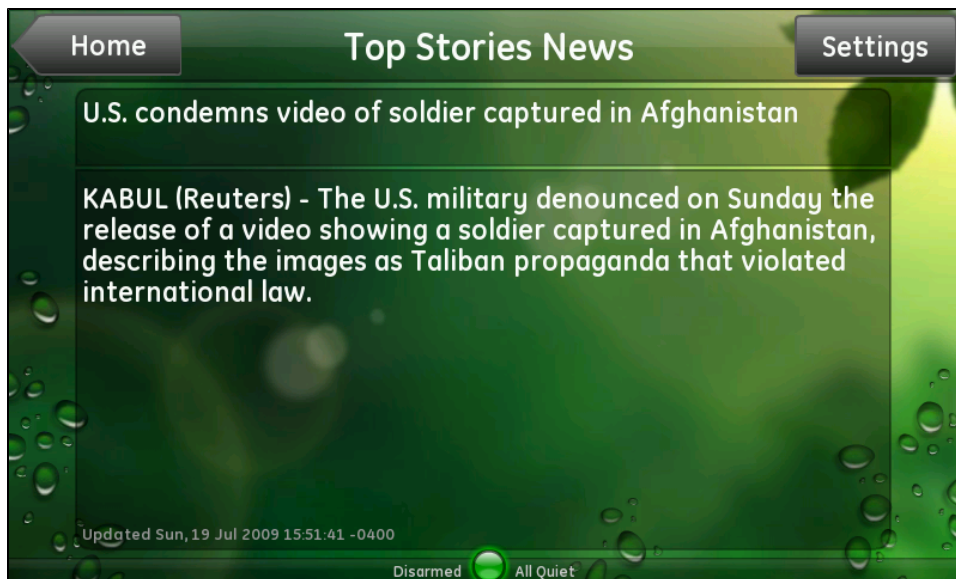 Home
Top Stories News
Settings
U.S. condemns video of soldier captured in Afghanistan
KABUL (Reuters) - The U.S. military denounced on Sunday the
release of a video showing a soldier captured in Afghanistan,
describing the images as Taliban propaganda that violated
international law.
Updated Sun, 19 Jul 2009 15:51:41 -0400
Disarmed
All Quiet